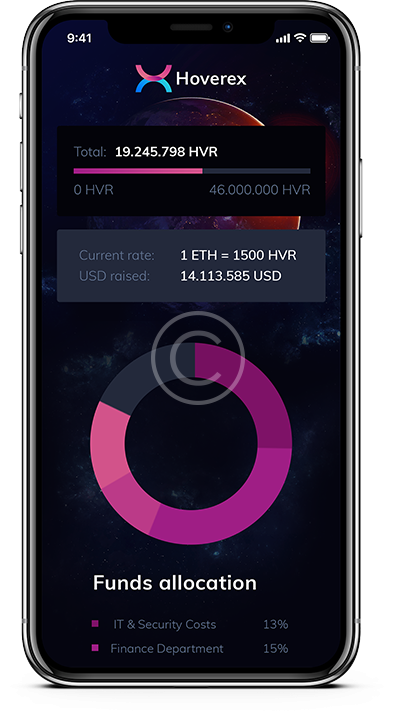 9:41
Hoverex
Total: 19.245.798 HVR
0 HVR 46.000.000 HVR
Current rate: 1 ETH = 1500 HVR
USD raised: 14.113.585 USD
©
Funds allocation
IT & Security Costs 13%
Finance Department 15%